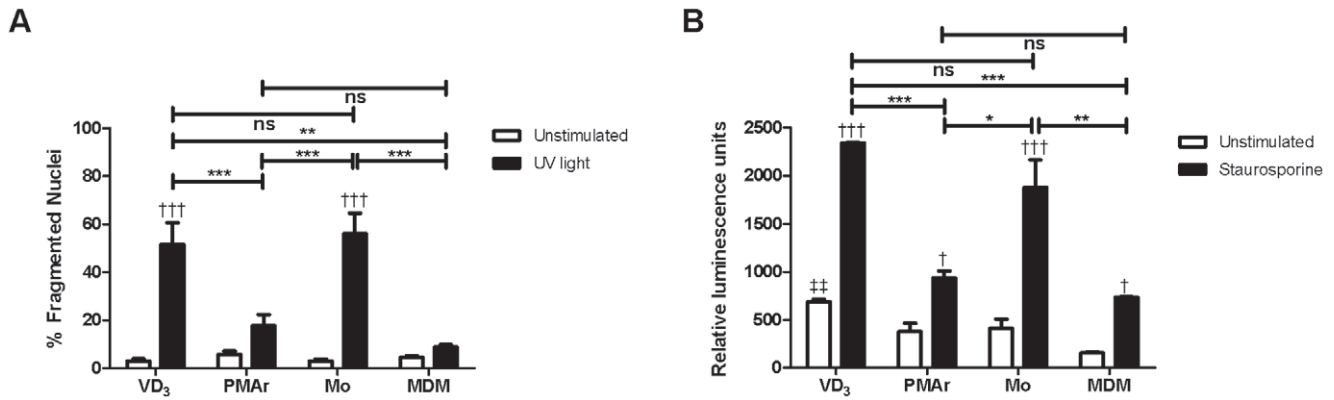 A
ns
ns
**
***
***
***
% Fragmented Nuclei
100
80
60
40
20
0
†††
†††
VD3
PMAr
Mo
MDM
Unstimulated
UV light
B
ns
ns
***
***
*
**
Relative luminescence units
2500
2000
1500
1000
500
0
‡‡
†††
†
†††
†
VD3
PMAr
Mo
MDM
Unstimulated
Staurosporine